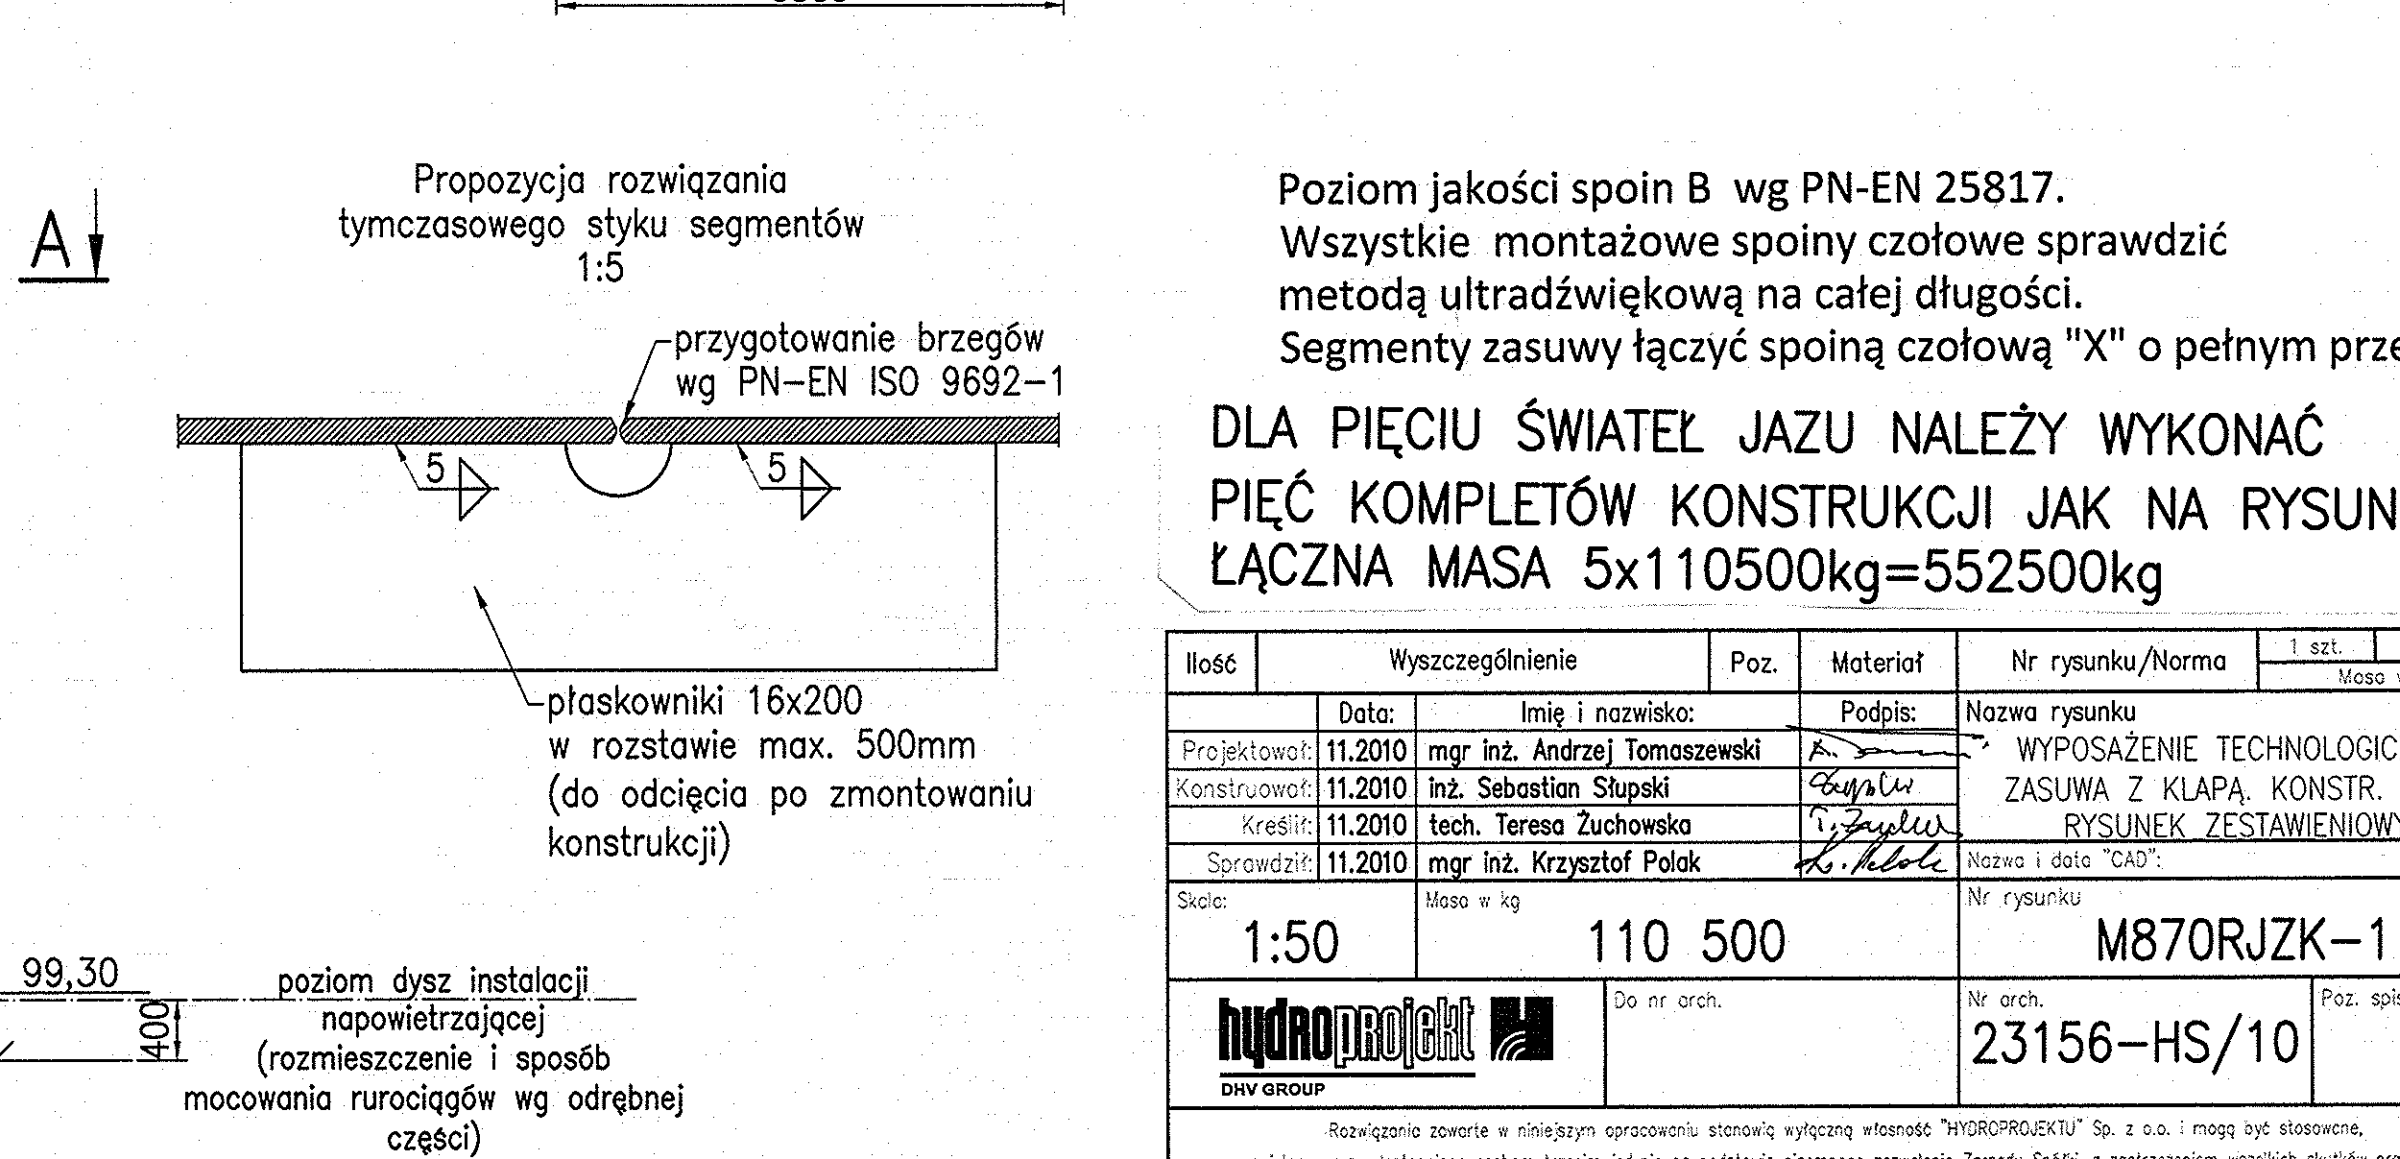 A
Propozycja rozwiązania
tymczasowego styku segmentów
1:5
przygotowanie brzegów
wg PN-EN ISO 9692-1
5
5
płaskowniki 16x200
w rozstawie max. 500mm
(do odcięcia po zmontowaniu
konstrukcji)
99,30
400
poziom dysz instalacji
napowietrzającej
(rozmieszczenie i sposób
mocowania rurociągów wg odrębnej
części)
Poziom jakości spoin B wg PN-EN 25817.
Wszystkie montażowe spoiny czołowe sprawdzić
metodą ultradźwiękową na całej długości.
Segmenty zasuwy łączyć spoiną czołową "X" o pełnym prze
DLA PIĘCIU ŚWIATEŁ JAZU NALEŻY WYKONAĆ
PIĘĆ KOMPLETÓW KONSTRUKCJI JAK NA RYSUN
ŁĄCZNA MASA 5x110500kg=552500kg
Ilość Wyszczególnienie Poz. Materiał Nr rysunku/Norma 1 szt.
Masa w
Data: Imię i nazwisko: Podpis: Nazwa rysunku
Projektował: 11.2010 mgr inż. Andrzej Tomaszewski
Konstruował: 11.2010 inż. Sebastian Słupski
Kreślił: 11.2010 tech. Teresa Żuchowska
Sprawdził: 11.2010 mgr inż. Krzysztof Polak
WYPOSAŻENIE TECHNOLOGIC
ZASUWA Z KLAPĄ. KONSTR.
RYSUNEK ZESTAWIENIOWY
Nazwa i data "CAD":
Skala: Masa w kg Nr rysunku
1:50 110 500 M870RJZK-1
hydroprojekt
DHV GROUP
Do nr arch. Nr arch. Poz. spis
23156-HS/10
Rozwiązania zawarte w niniejszym opracowaniu stanowią wyłączną własność "HYDROPROJEKTU" Sp. z o.o. i mogą być stosowane,